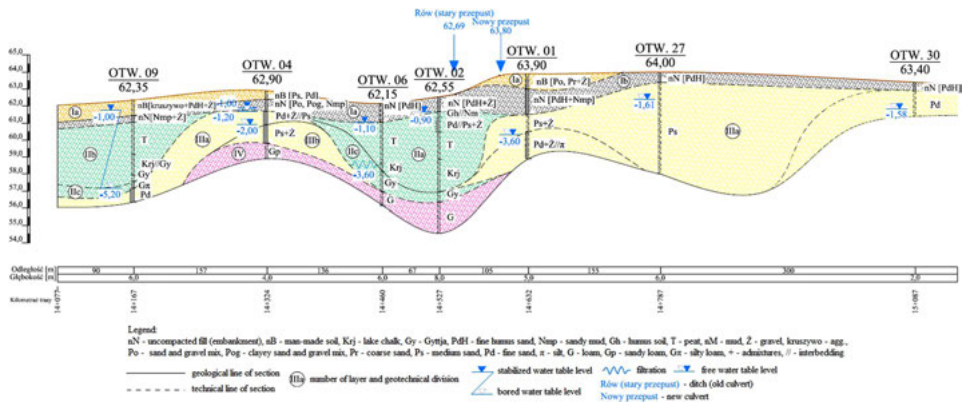 Rów (stary przepust)
62,69
Nowy przepust
63,80
OTW. 09
62,35
OTW. 04
62,90
OTW. 06
62,15
OTW. 02
62,55
OTW. 01
63,90
OTW. 27
64,00
OTW. 30
63,40
65,0
64,0
63,0
62,0
61,0
60,0
59,0
58,0
57,0
56,0
55,0
54,0
Ia
-1,00
nB[kruszywo+PdH+Ż]
nN[Nmp+Ż]
IIb
T
Krj//Gy
Gy
Gπ
Pd
IIc
-5,20
nB [Ps, Pd]
nN [Po, Pog, Nmp]
Pd+Ż//Ps
-1,00
-1,20
-2,00
Ps+Ż
IIIa
IIIb
IV
Gp
Ia
nN [PdH]
-1,10
T
IIc
-3,60
Krj
Gy
G
-0,90
IIa
nN [PdH+Ż]
Gh//Nm
Pd//Ps+Ż
T
Krj
Gy
G
Ia
nB [Po, Pr+Ż]
nN [PdH+Nmp]
-3,60
Ps+Ż
Pd+Ż//π
Ib
nN [PdH]
-1,61
Ps
IIIa
nN [PdH]
Pd
-1,58
Odległość [m]
90 157 136 67 105 155 300
Głębokość [m]
6,0 4,0 6,0 8,0 5,0 6,0 2,0
Kilometraż trasy
14+077 14+167 14+324 14+460 14+527 14+632 14+787 15+087
Legend:
nN - uncompacted fill (embankment), nB - man-made soil, Krj - lake chalk, Gy - Gyttja, PdH - fine humus sand, Nmp - sandy mud, Gh - humus soil, T - peat, nM - mud, Ż - gravel, kruszywo - agg.,
Po - sand and gravel mix, Pog - clayey sand and gravel mix, Pr - coarse sand, Ps - medium sand, Pd - fine sand, π - silt, G - loam, Gp - sandy loam, Gπ - silty loam, + - admixtures, // - interbedding
geological line of section
technical line of section
IIIa number of layer and geotechnical division
stabilized water table level
bored water table level
filtration
free water table level
Rów (stary przepust) - ditch (old culvert)
Nowy przepust - new culvert